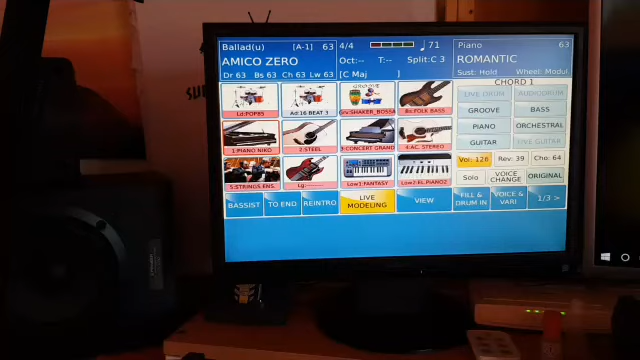 Ballad(u) [A-1] 63
AMICO ZERO
Dr 63 Bs 63 Ch 63 Lw 63
4/4 71
Oct:-- T:-- Split:C 3
[C Maj ]
Piano 63
ROMANTIC
Sust: Hold Wheel: Modul
CHORD 1
Ld:POP85
Ad:16 BEAT 3
Grv:SHAKER_BOSSA
Bs:FOLK BASS
1:PIANO NIKO
2:STEEL
3:CONCERT GRAND
4:AC. STEREO
5:STRINGS ENS.
Lg:------
Low1:FANTASY
Low2:EL.PIANO2
LIVE DRUM AUDIODRUM
GROOVE BASS
PIANO ORCHESTRAL
GUITAR LIVE GUITAR
Vol: 126 Rev: 39 Cho: 64
Solo VOICE CHANGE ORIGINAL
BASSIST
TO END
REINTRO
LIVE MODELING
VIEW
FILL & DRUM IN
VOICE & VARI
1/3 >